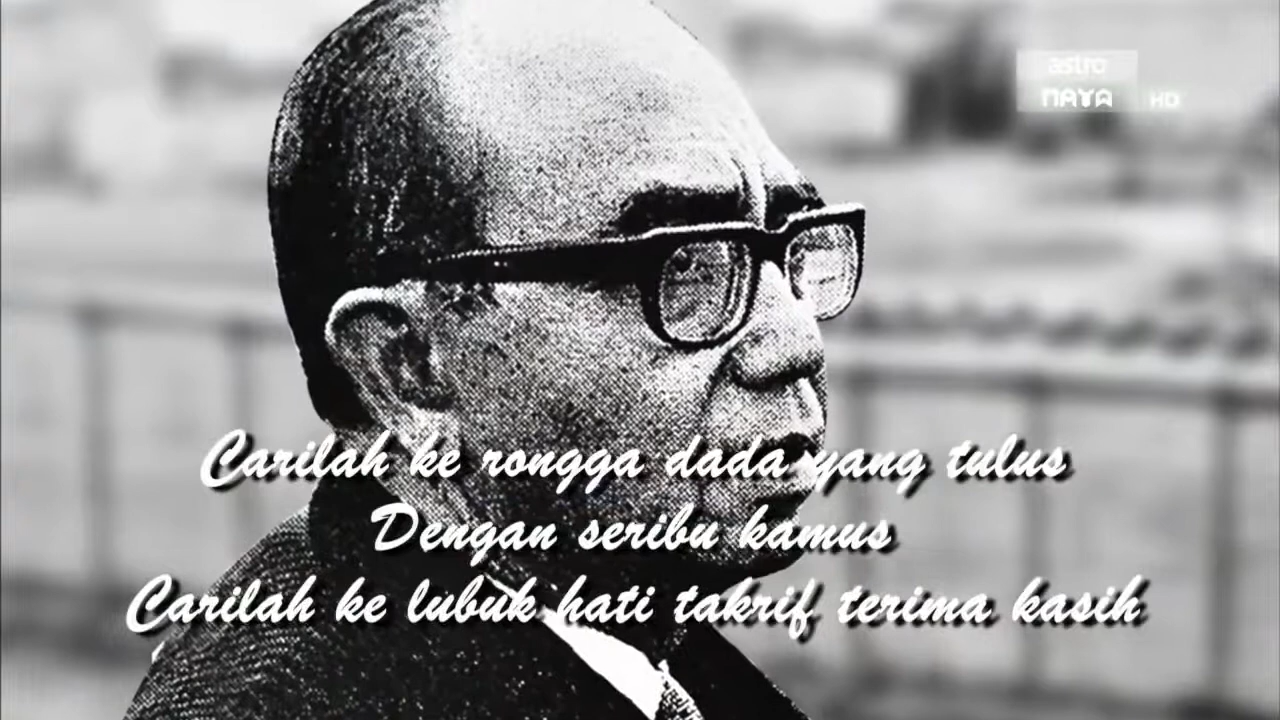 astro
MAYA HD
Carilah ke rongga dada yang tulus
Dengan seribu kamus
Carilah ke lubuk hati takrif terima kasih